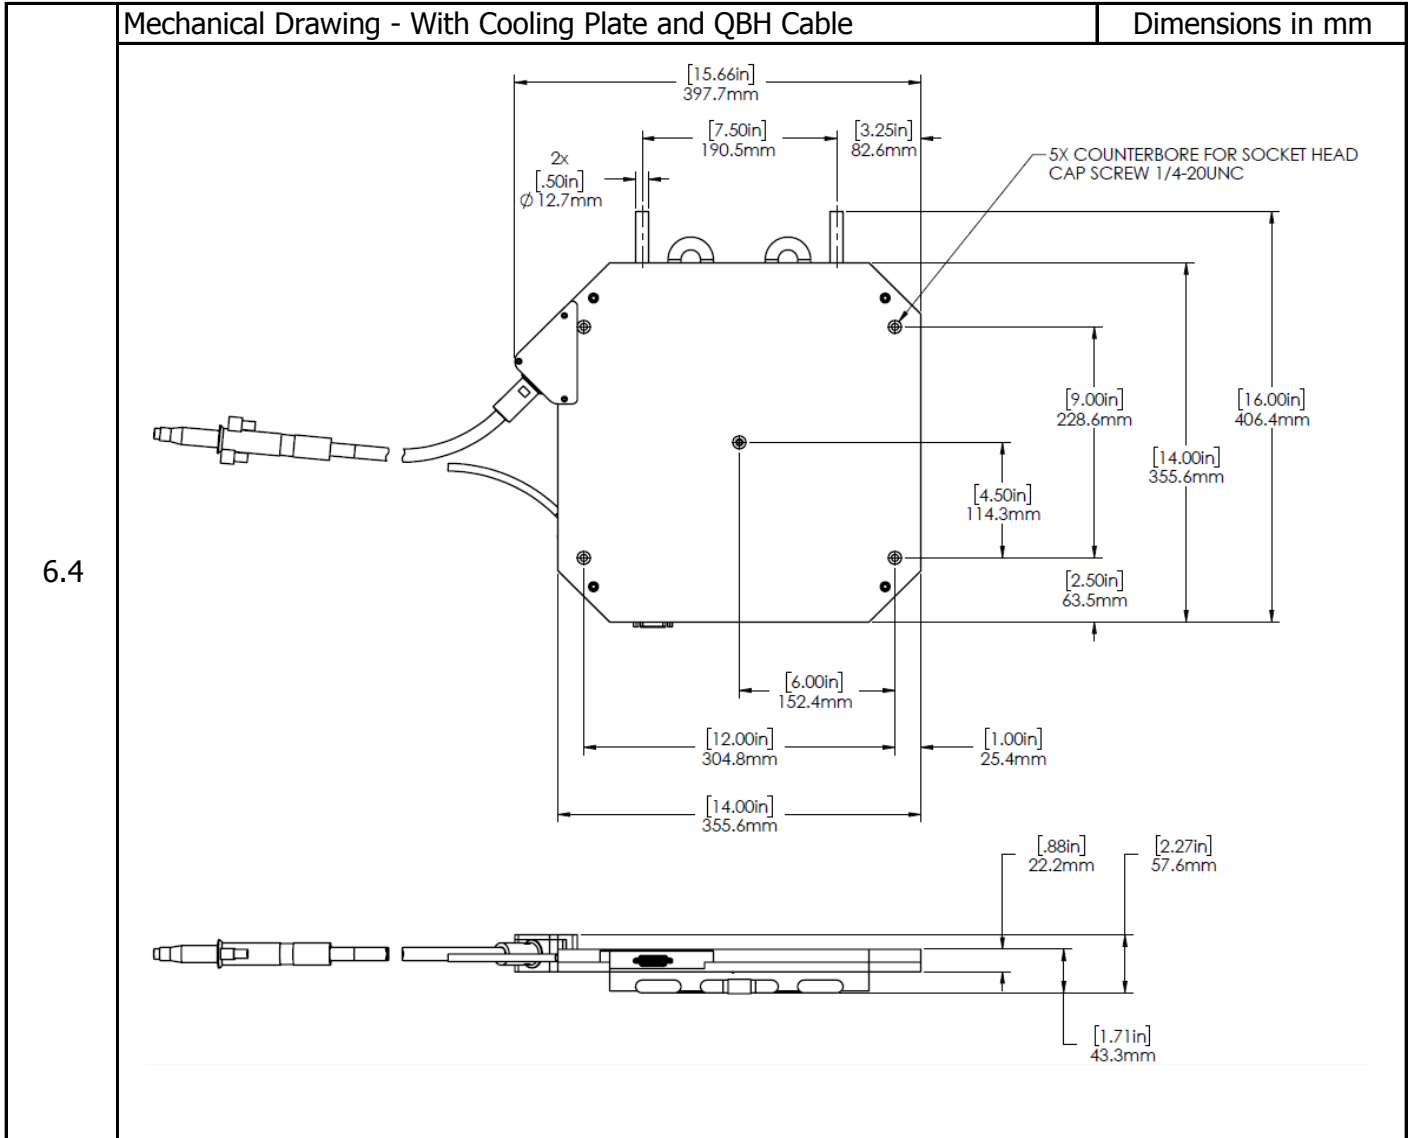 Mechanical Drawing - With Cooling Plate and QBH Cable
Dimensions in mm
6.4
[15.66in]
397.7mm
[7.50in]
190.5mm
[3.25in]
82.6mm
2x
[.50in]
Ø 12.7mm
5X COUNTERBORE FOR SOCKET HEAD
CAP SCREW 1/4-20UNC
[9.00in]
228.6mm
[16.00in]
406.4mm
[14.00in]
355.6mm
[4.50in]
114.3mm
[2.50in]
63.5mm
[6.00in]
152.4mm
[12.00in]
304.8mm
[1.00in]
25.4mm
[14.00in]
355.6mm
[.88in]
22.2mm
[2.27in]
57.6mm
[1.71in]
43.3mm